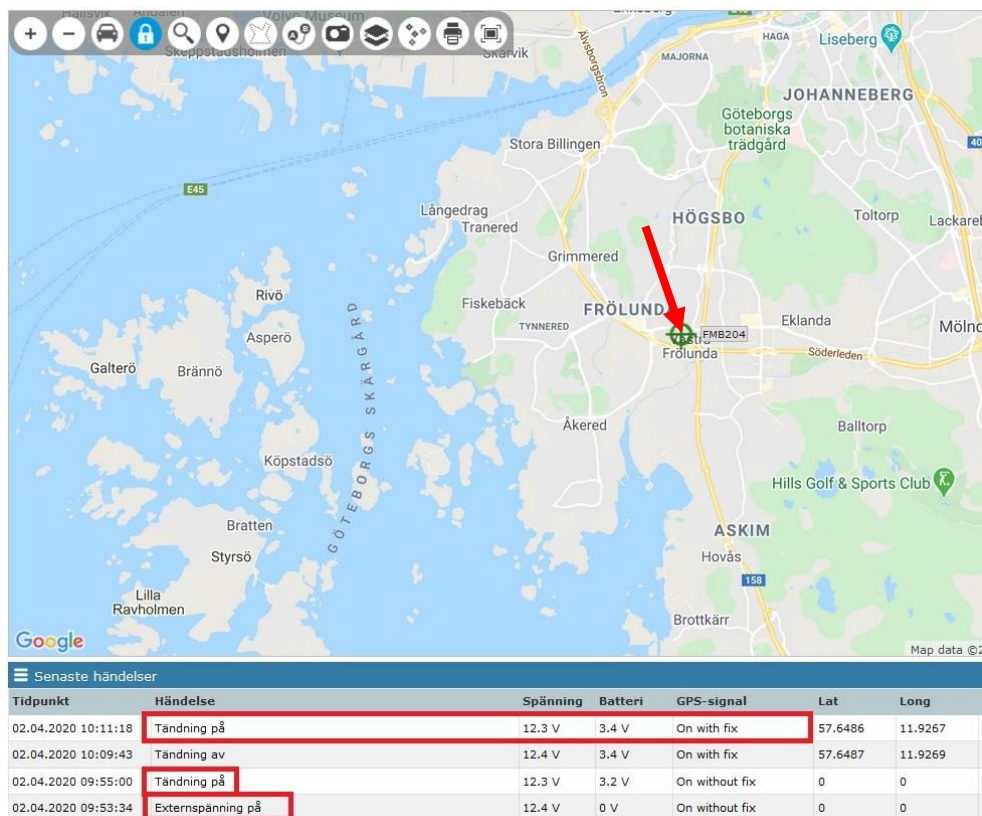 Hallsvik
Volvo Museum
Skeppstadsholmen
Skarvik
Älvsborgsbron
MAJORNA
HAGA
Liseberg
JOHANNEBERG
Göteborgs
botaniska
trädgård
40
Stora Billingen
E45
Långedrag
Tranered
HÖGSBO
Toltorp
Grimmered
Rivö
Fiskebäck
FRÖLUND
Eklanda
TYNNERED
FMB204
Asperö
Västra
Frölunda
Söderleden
Galterö
Brännö
GÖTEBORGS SKÄRGÅRD
Åkered
Balltorp
Köpstadsö
Hills Golf & Sports Club
Bratten
ASKIM
Styrsö
Hovås
158
Lilla
Ravholmen
Brottkärr
Google
Map data ©2
Senaste händelser
Tidpunkt Händelse Spänning Batteri GPS-signal Lat Long
02.04.2020 10:11:18 Tändning på 12.3 V 3.4 V On with fix 57.6486 11.9267
02.04.2020 10:09:43 Tändning av 12.4 V 3.4 V On with fix 57.6487 11.9269
02.04.2020 09:55:00 Tändning på 12.3 V 3.2 V On without fix 0 0
02.04.2020 09:53:34 Externspänning på 12.4 V 0 V On without fix 0 0